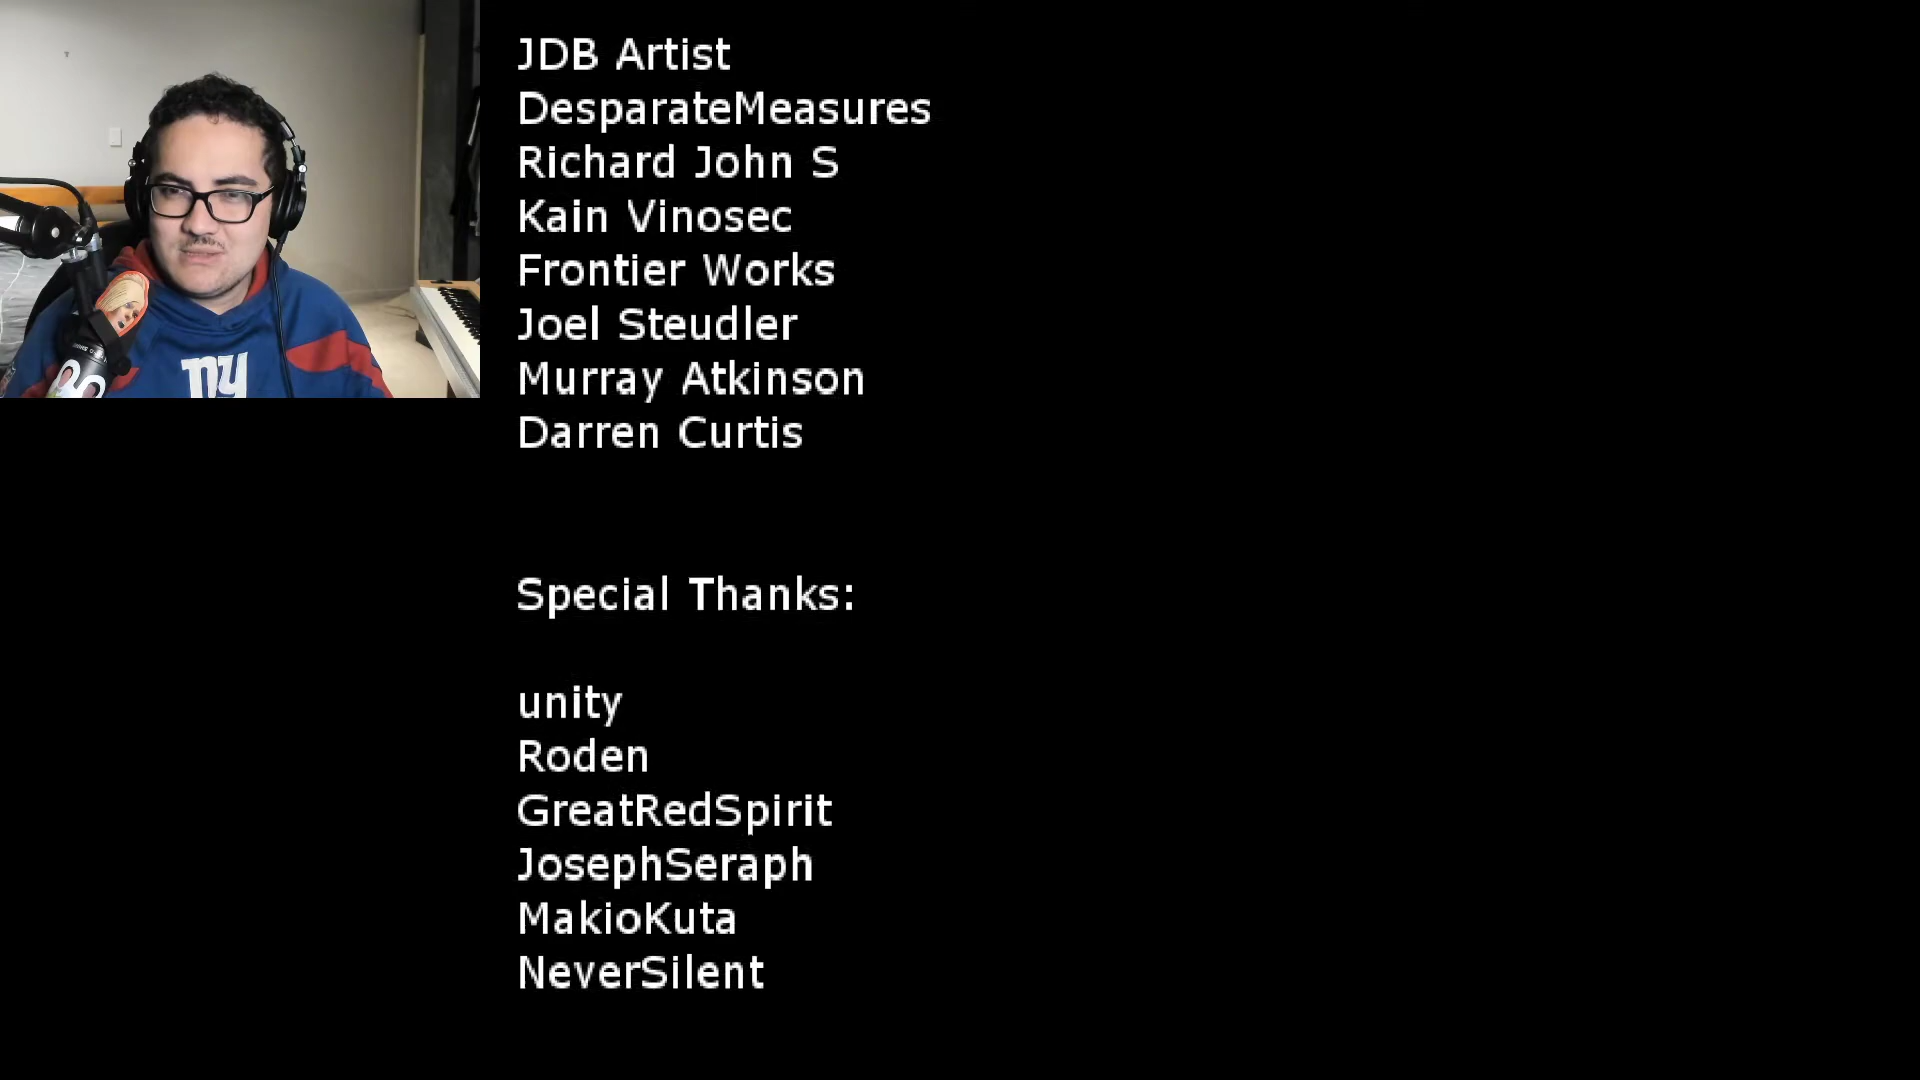 JDB Artist
DesparateMeasures
Richard John S
Kain Vinosec
Frontier Works
Joel Steudler
Murray Atkinson
Darren Curtis
Special Thanks:
unity
Roden
GreatRedSpirit
JosephSeraph
MakioKuta
NeverSilent
ny